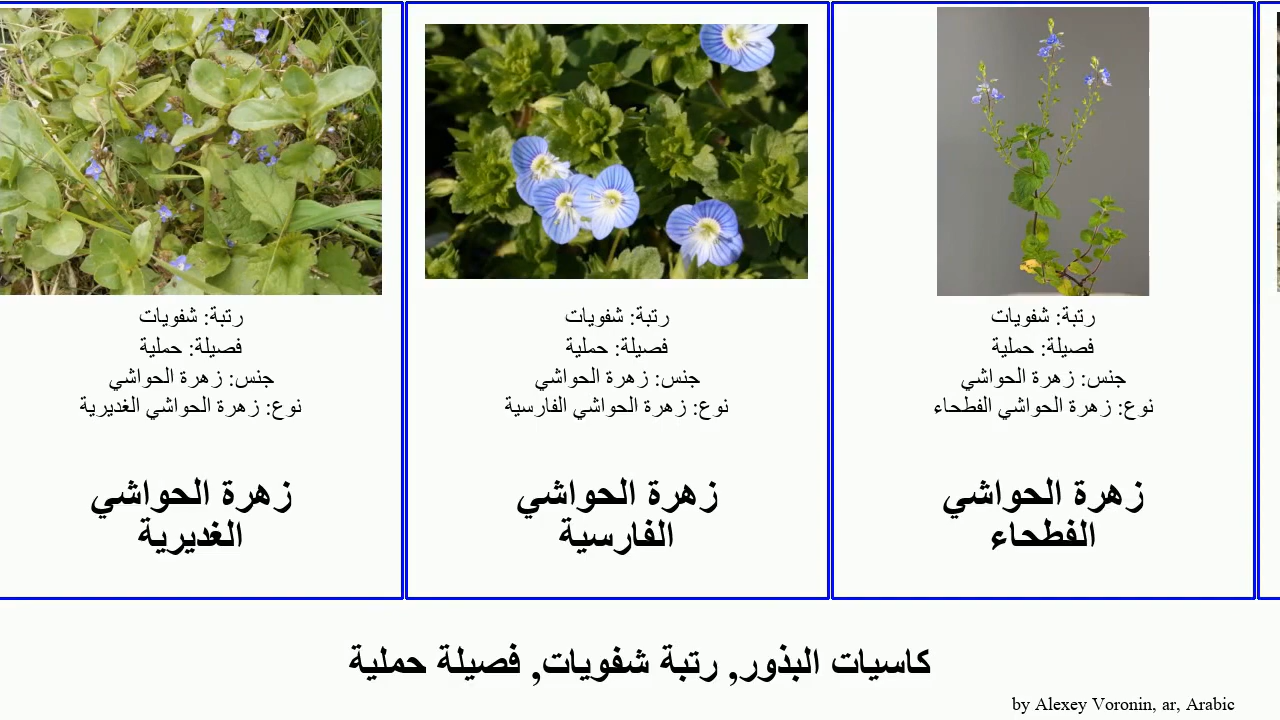 رتبة: شفويات
فصيلة: حملية
جنس: زهرة الحواشي
نوع: زهرة الحواشي الغديرية
زهرة الحواشي
الغديرية
رتبة: شفويات
فصيلة: حملية
جنس: زهرة الحواشي
نوع: زهرة الحواشي الفارسية
زهرة الحواشي
الفارسية
رتبة: شفويات
فصيلة: حملية
جنس: زهرة الحواشي
نوع: زهرة الحواشي الفطحاء
زهرة الحواشي
الفطحاء
كاسيات البذور, رتبة شفويات, فصيلة حملية
by Alexey Voronin, ar, Arabic